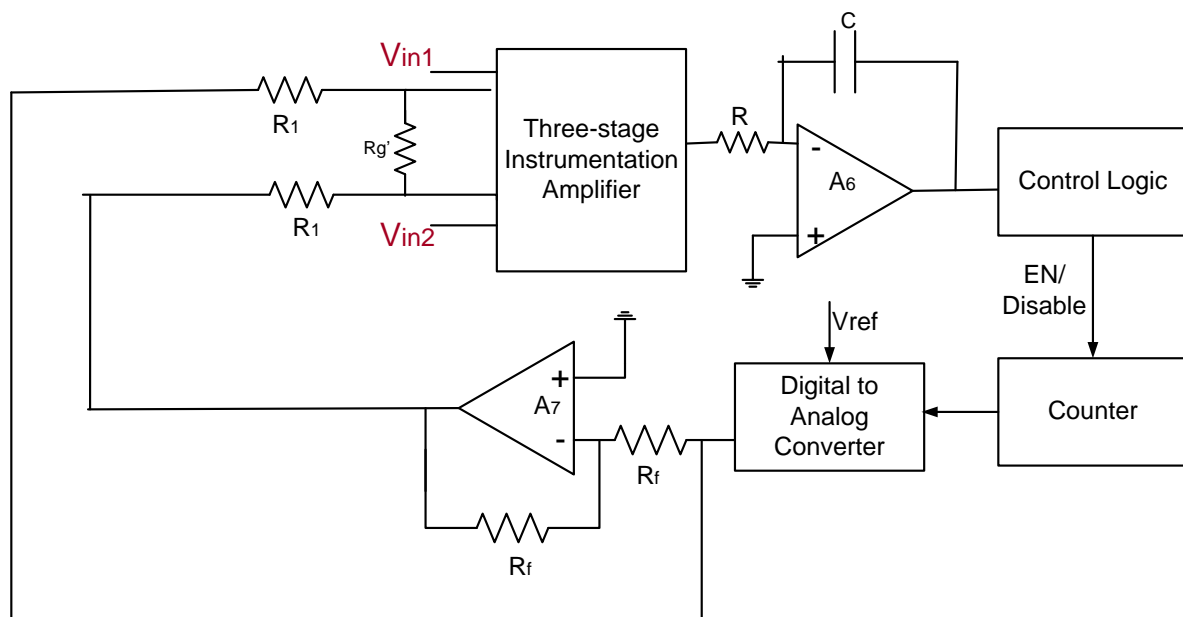 C
Vin1
R1
Rg'
R1
Vin2
Three-stage
Instrumentation
Amplifier
R
-
A6
+
Control Logic
EN/
Disable
Vref
Digital to
Analog
Converter
Counter
+
A7
-
Rf
Rf